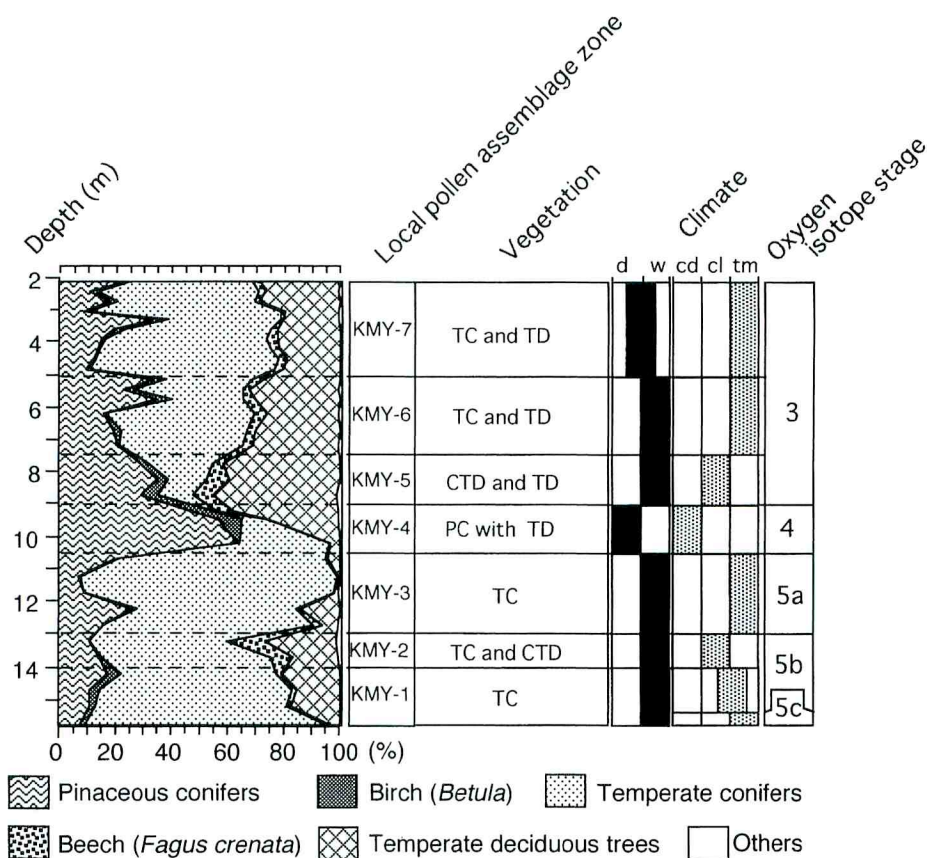 Depth (m)
Local pollen assemblage zone
Vegetation
Climate
Oxygen
isotope stage
d w cd cl tm
2
4
6
8
10
12
14
KMY-7 TC and TD
KMY-6 TC and TD 3
KMY-5 CTD and TD
KMY-4 PC with TD 4
KMY-3 TC 5a
KMY-2 TC and CTD 5b
KMY-1 TC 5c
0 20 40 60 80 100 (%)
Pinaceous conifers Birch (Betula) Temperate conifers
Beech (Fagus crenata) Temperate deciduous trees Others